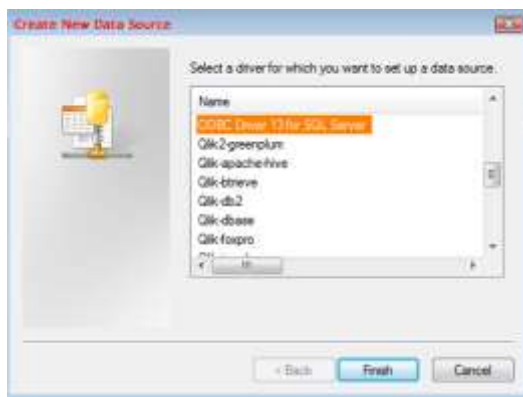 Create New Data Source
Select a driver for which you want to set up a data source.
Name
ODBC Driver 13 for SQL Server
Qlik2-greenplum
Qlik-apache-hive
Qlik-btrieve
Qlik-db2
Qlik-dbase
Qlik-foxpro
< Back
Finish
Cancel